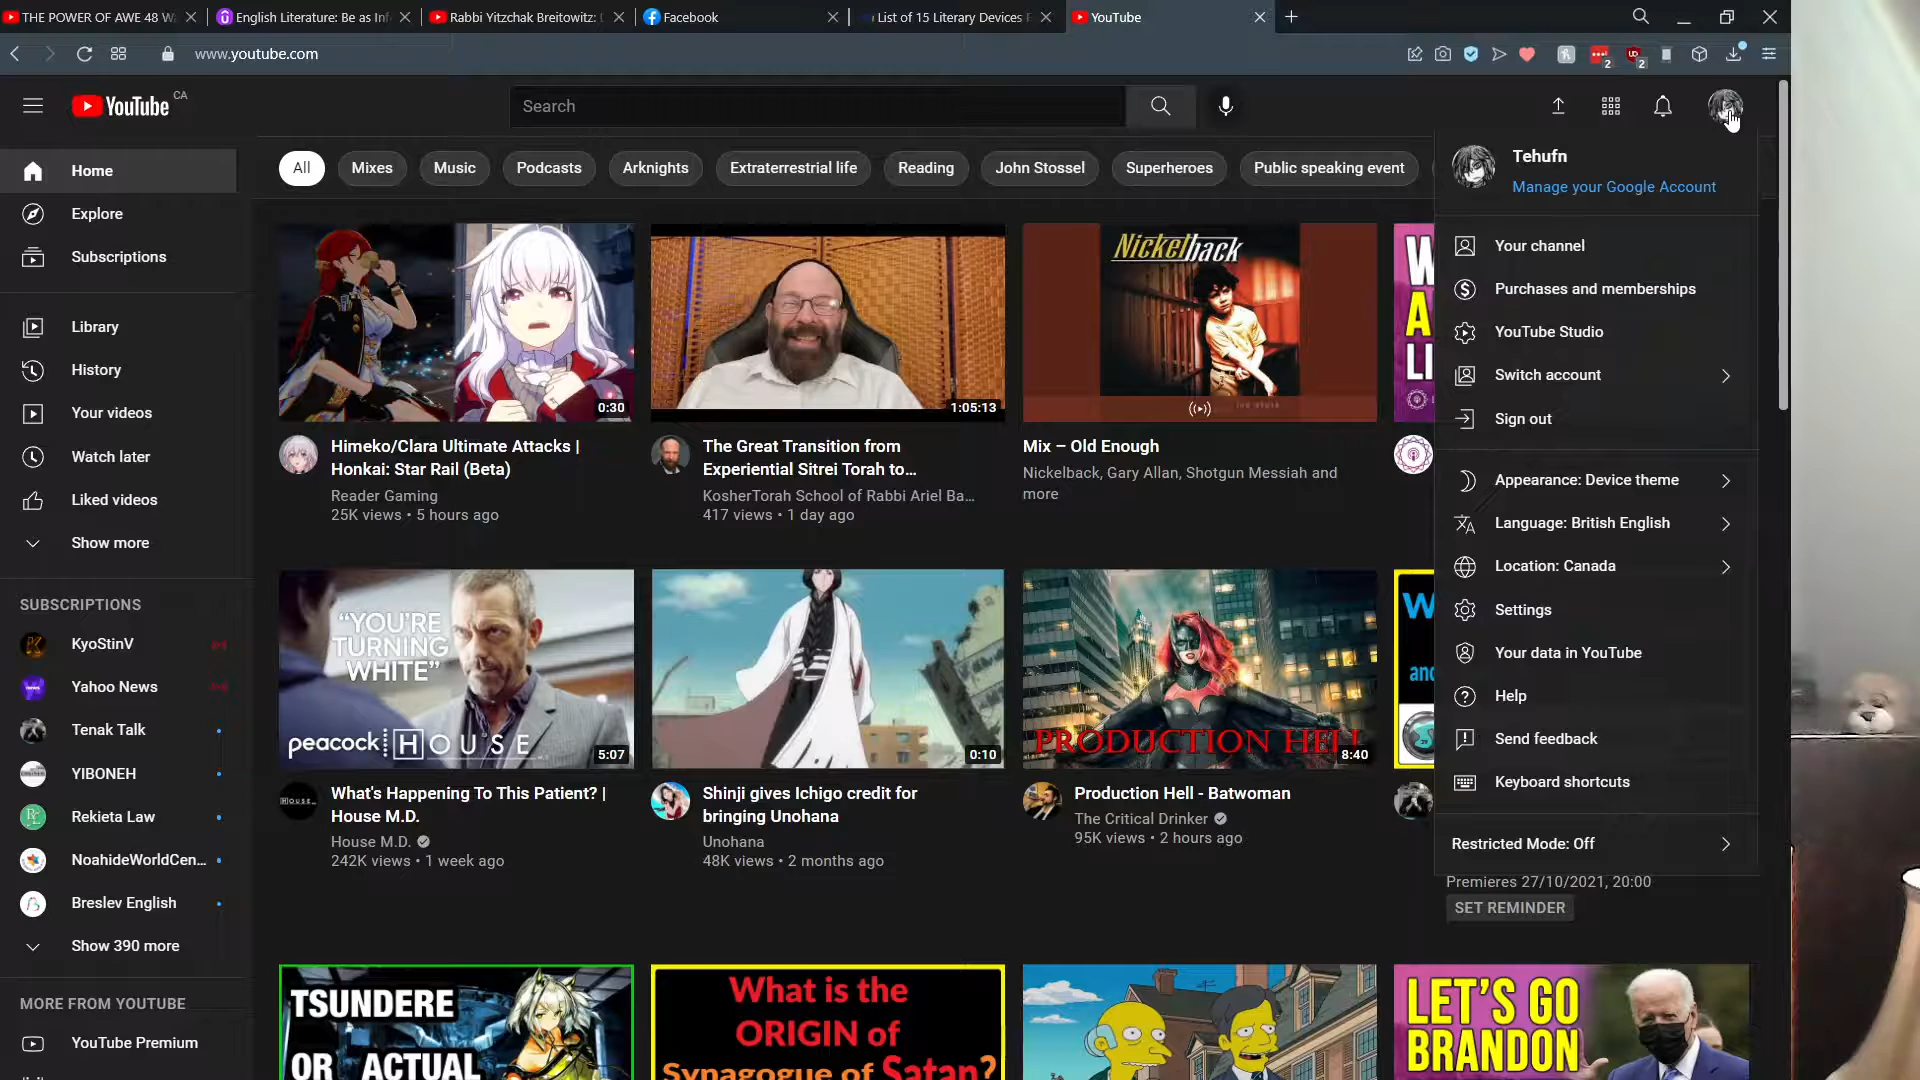 THE POWER OF AWE 48 W
English Literature: Be as Inf
Rabbi Yitzchak Breitowitz:
Facebook
List of 15 Literary Devices
YouTube
www.youtube.com
2
2
YouTube CA
Search
Home
Explore
Subscriptions
Library
History
Your videos
Watch later
Liked videos
Show more
SUBSCRIPTIONS
KyoStinV
Yahoo News
Tenak Talk
YIBONEH
Rekieta Law
NoahideWorldCen...
Breslev English
Show 390 more
MORE FROM YOUTUBE
YouTube Premium
All
Mixes
Music
Podcasts
Arknights
Extraterrestrial life
Reading
John Stossel
Superheroes
Public speaking event
0:30
1:05:13
Nickelback
Himeko/Clara Ultimate Attacks |
Honkai: Star Rail (Beta)
Reader Gaming
25K views • 5 hours ago
The Great Transition from
Experiential Sitrei Torah to...
KosherTorah School of Rabbi Ariel Ba...
417 views • 1 day ago
Mix – Old Enough
Nickelback, Gary Allan, Shotgun Messiah and
more
"YOU'RE
TURNING
WHITE"
peacock HOUSE
5:07
0:10
PRODUCTION HELL
8:40
What's Happening To This Patient? |
House M.D.
House M.D.
242K views • 1 week ago
Shinji gives Ichigo credit for
bringing Unohana
Unohana
48K views • 2 months ago
Production Hell - Batwoman
The Critical Drinker
95K views • 2 hours ago
Premieres 27/10/2021, 20:00
SET REMINDER
TSUNDERE
OR ACTUAL
What is the
ORIGIN of
Synagogue of Satan?
LET'S GO
BRANDON
Tehufn
Manage your Google Account
Your channel
Purchases and memberships
YouTube Studio
Switch account
Sign out
Appearance: Device theme
Language: British English
Location: Canada
Settings
Your data in YouTube
Help
Send feedback
Keyboard shortcuts
Restricted Mode: Off